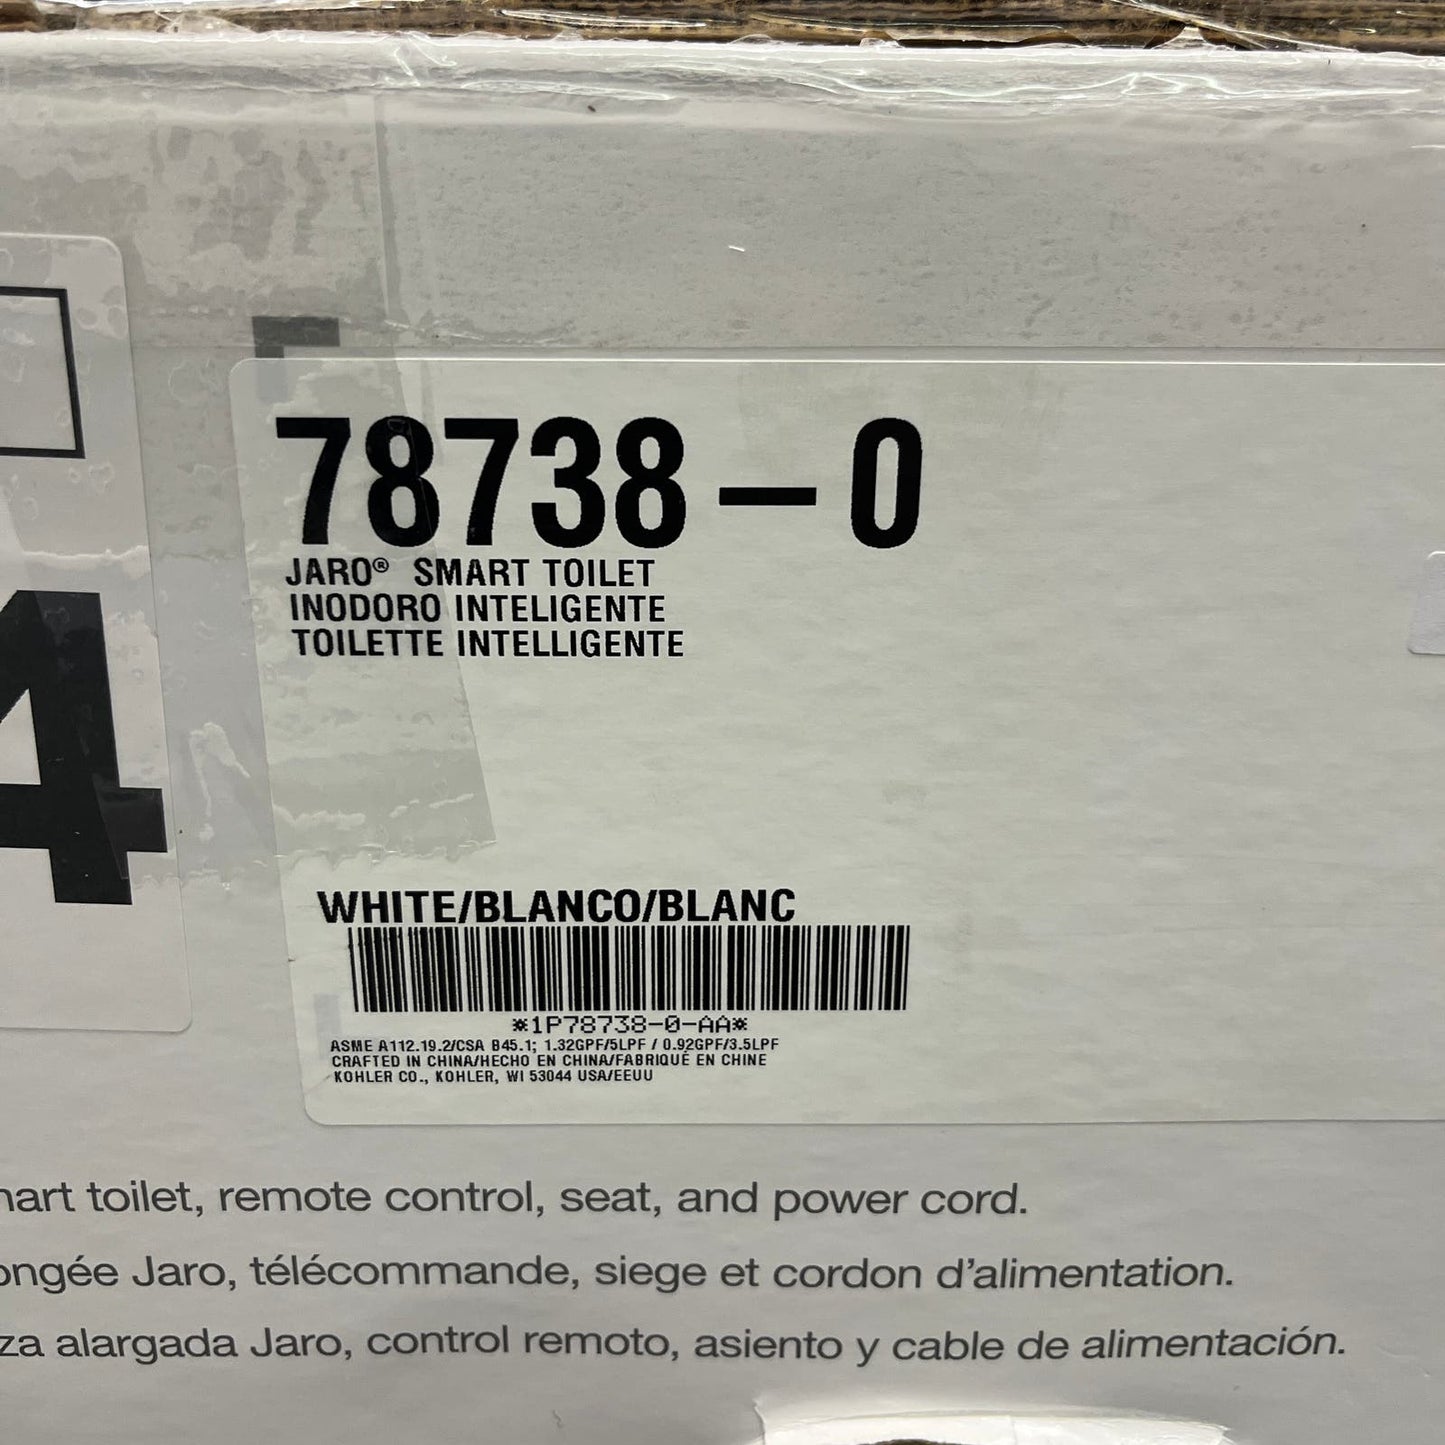 4
78738-0
JARO® SMART TOILET
INODORO INTELIGENTE
TOILETTE INTELLIGENTE
WHITE/BLANCO/BLANC
*1P78738-0-AA*
ASME A112.19.2/CSA B45.1; 1.32GPF/5LPF / 0.92GPF/3.5LPF
CRAFTED IN CHINA/HECHO EN CHINA/FABRIQUÉ EN CHINE
KOHLER CO., KOHLER, WI 53044 USA/EEUU
toilet, remote control, seat, and power cord.
Jaro, télécommande, siege et cordon d'alimentation.
alargada Jaro, control remoto, asiento y cable de alimentación.